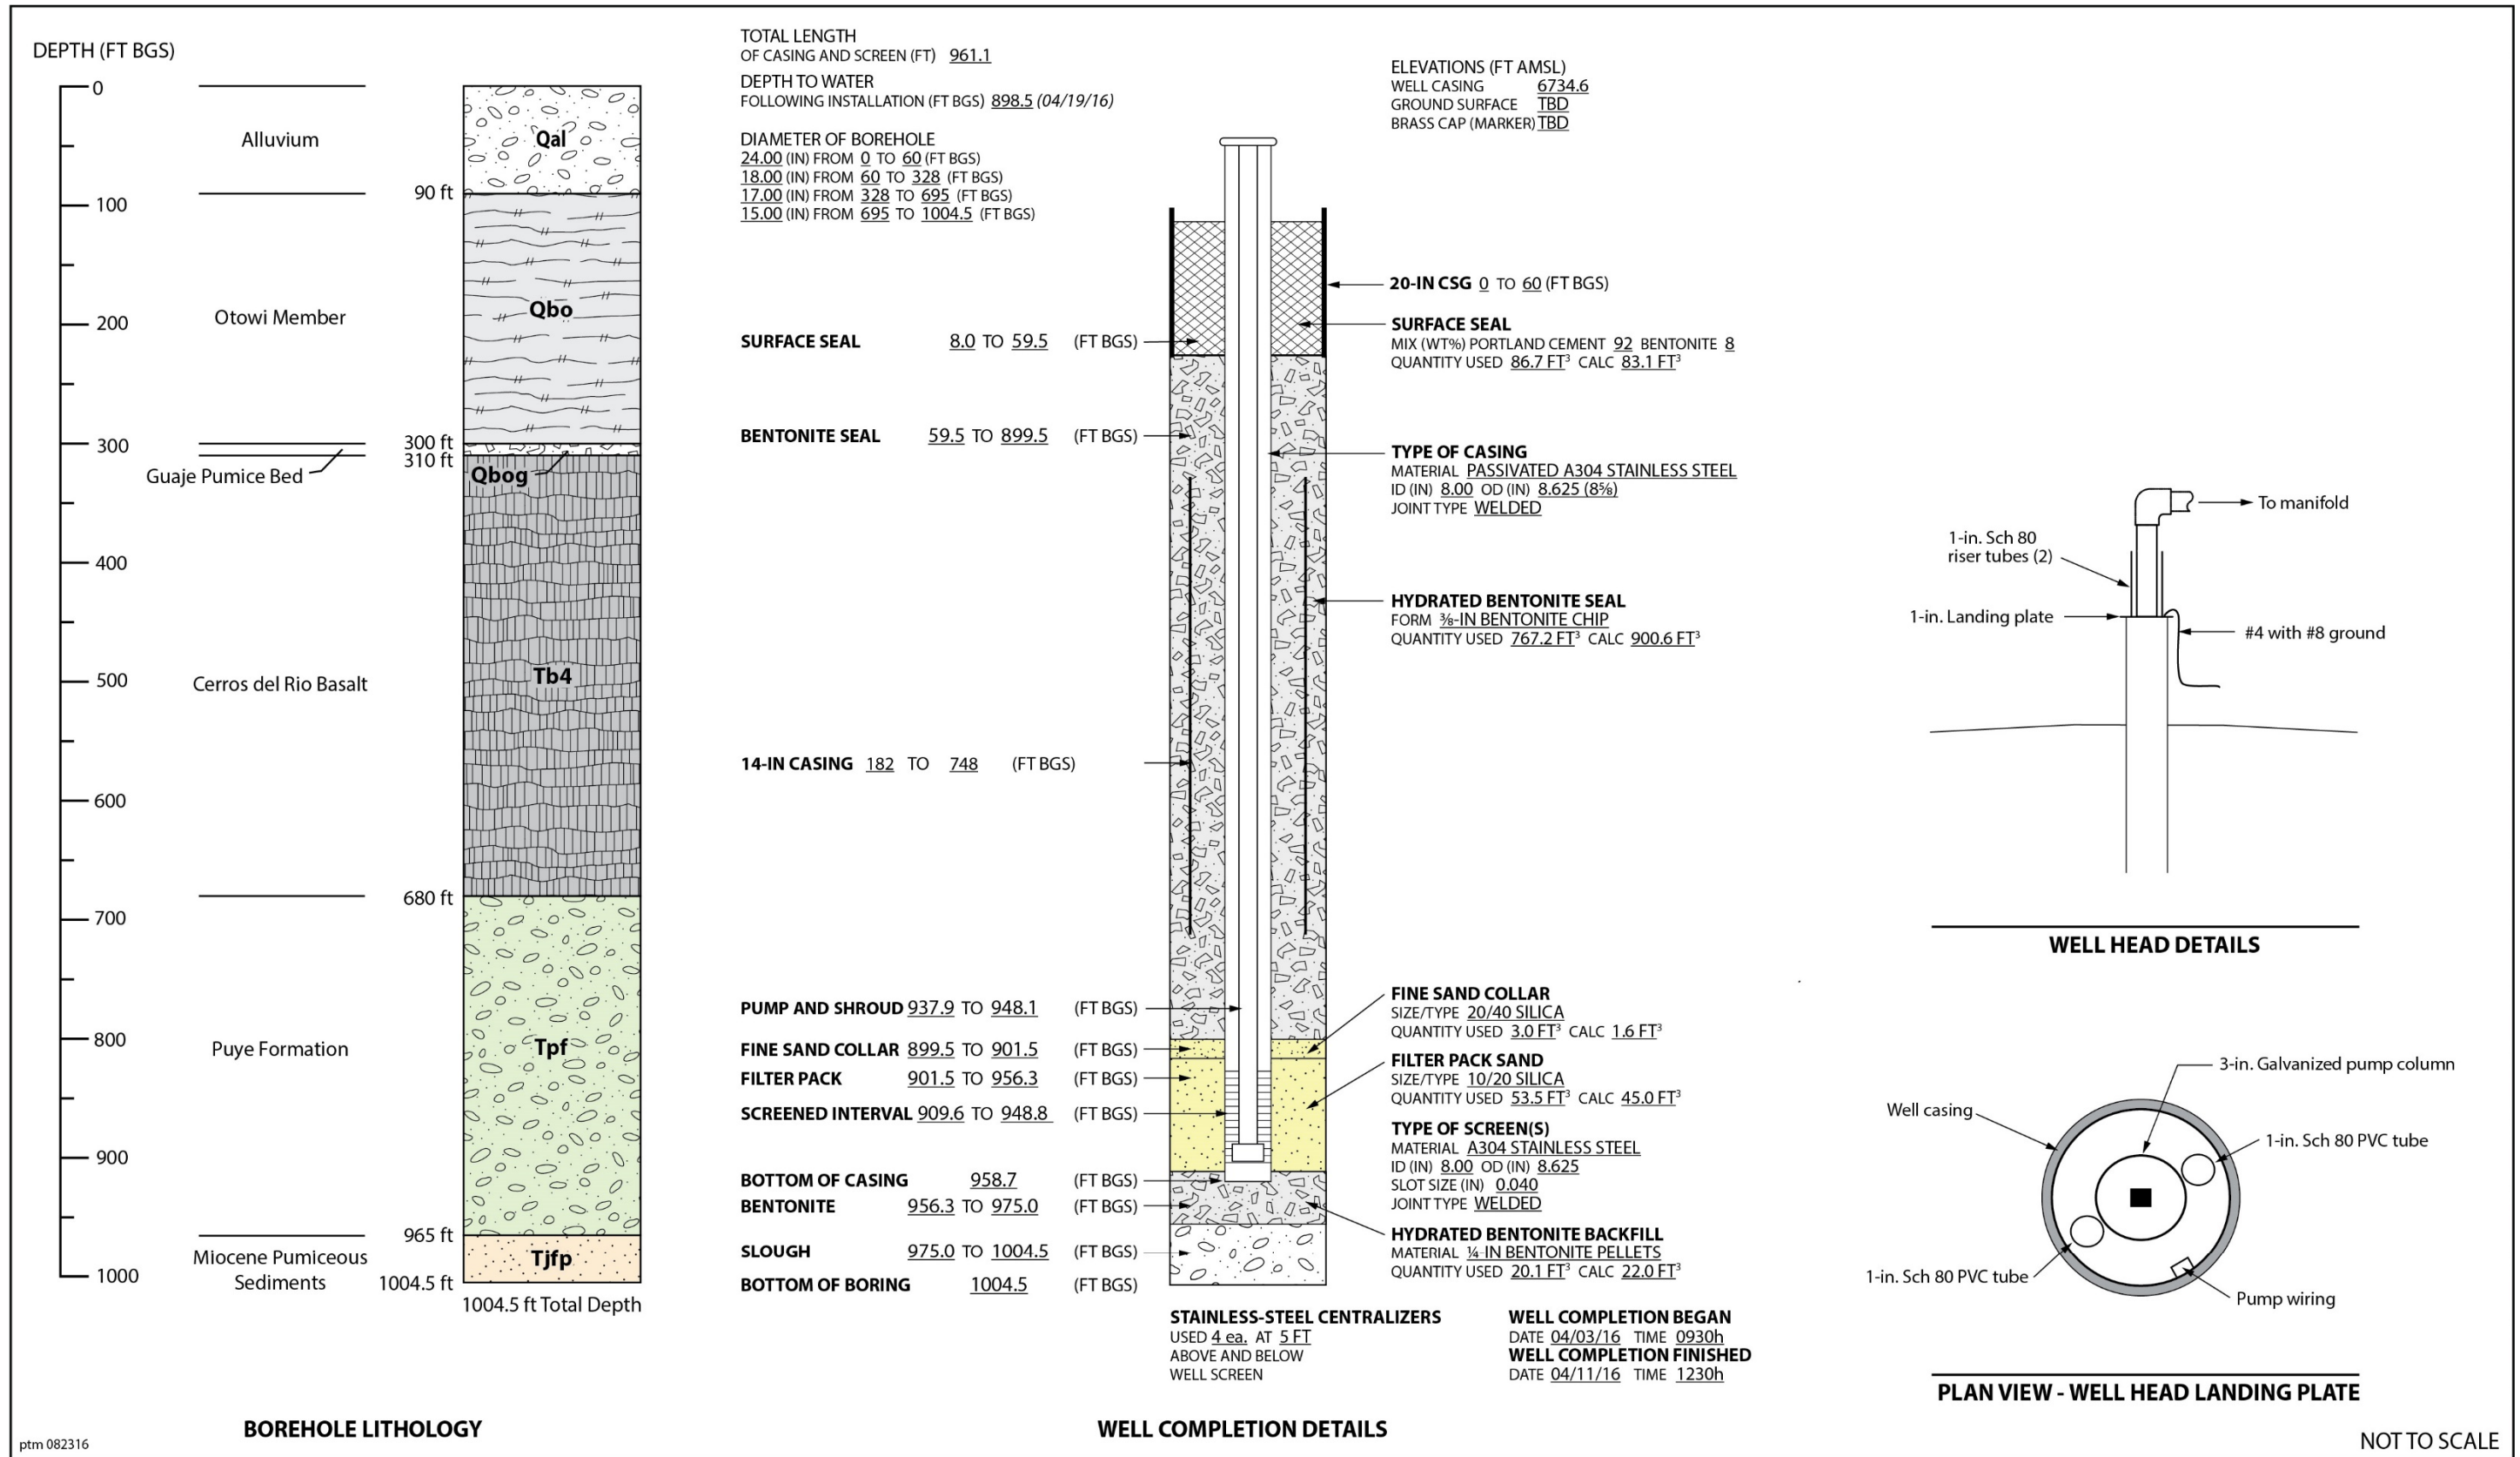 DEPTH (FT BGS)
0
100
200
300
400
500
600
700
800
900
1000
Alluvium
Otowi Member
Guaje Pumice Bed
Cerros del Rio Basalt
Puye Formation
Miocene Pumiceous
Sediments
90 ft
300 ft
310 ft
680 ft
965 ft
1004.5 ft
Qal
Qbo
Qbog
Tb4
Tpf
Tjfp
1004.5 ft Total Depth
BOREHOLE LITHOLOGY
ptm 082316
TOTAL LENGTH
OF CASING AND SCREEN (FT) 961.1
DEPTH TO WATER
FOLLOWING INSTALLATION (FT BGS) 898.5 (04/19/16)
DIAMETER OF BOREHOLE
24.00 (IN) FROM 0 TO 60 (FT BGS)
18.00 (IN) FROM 60 TO 328 (FT BGS)
17.00 (IN) FROM 328 TO 695 (FT BGS)
15.00 (IN) FROM 695 TO 1004.5 (FT BGS)
SURFACE SEAL 8.0 TO 59.5 (FT BGS)
BENTONITE SEAL 59.5 TO 899.5 (FT BGS)
14-IN CASING 182 TO 748 (FT BGS)
PUMP AND SHROUD 937.9 TO 948.1 (FT BGS)
FINE SAND COLLAR 899.5 TO 901.5 (FT BGS)
FILTER PACK 901.5 TO 956.3 (FT BGS)
SCREENED INTERVAL 909.6 TO 948.8 (FT BGS)
BOTTOM OF CASING 958.7 (FT BGS)
BENTONITE 956.3 TO 975.0 (FT BGS)
SLOUGH 975.0 TO 1004.5 (FT BGS)
BOTTOM OF BORING 1004.5 (FT BGS)
ELEVATIONS (FT AMSL)
WELL CASING 6734.6
GROUND SURFACE TBD
BRASS CAP (MARKER) TBD
20-IN CSG 0 TO 60 (FT BGS)
SURFACE SEAL
MIX (WT%) PORTLAND CEMENT 92 BENTONITE 8
QUANTITY USED 86.7 FT³ CALC 83.1 FT³
TYPE OF CASING
MATERIAL PASSIVATED A304 STAINLESS STEEL
ID (IN) 8.00 OD (IN) 8.625 (8⅝)
JOINT TYPE WELDED
HYDRATED BENTONITE SEAL
FORM ⅜-IN BENTONITE CHIP
QUANTITY USED 767.2 FT³ CALC 900.6 FT³
FINE SAND COLLAR
SIZE/TYPE 20/40 SILICA
QUANTITY USED 3.0 FT³ CALC 1.6 FT³
FILTER PACK SAND
SIZE/TYPE 10/20 SILICA
QUANTITY USED 53.5 FT³ CALC 45.0 FT³
TYPE OF SCREEN(S)
MATERIAL A304 STAINLESS STEEL
ID (IN) 8.00 OD (IN) 8.625
SLOT SIZE (IN) 0.040
JOINT TYPE WELDED
HYDRATED BENTONITE BACKFILL
MATERIAL ¼-IN BENTONITE PELLETS
QUANTITY USED 20.1 FT³ CALC 22.0 FT³
STAINLESS-STEEL CENTRALIZERS
USED 4 ea. AT 5 FT
ABOVE AND BELOW
WELL SCREEN
WELL COMPLETION BEGAN
DATE 04/03/16 TIME 0930h
WELL COMPLETION FINISHED
DATE 04/11/16 TIME 1230h
WELL COMPLETION DETAILS
To manifold
1-in. Sch 80
riser tubes (2)
1-in. Landing plate
#4 with #8 ground
WELL HEAD DETAILS
3-in. Galvanized pump column
Well casing
1-in. Sch 80 PVC tube
1-in. Sch 80 PVC tube
Pump wiring
PLAN VIEW - WELL HEAD LANDING PLATE
NOT TO SCALE